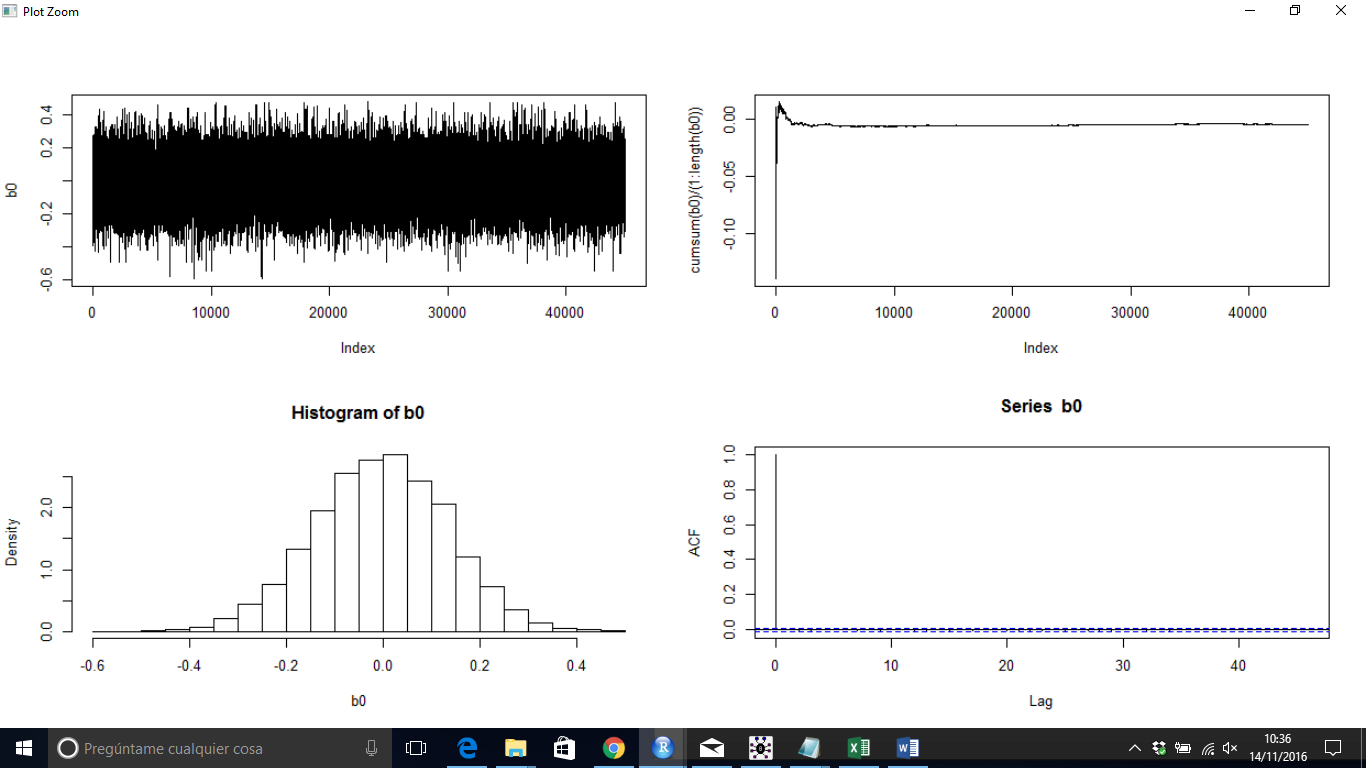 Plot Zoom
b0
0.4
0.2
-0.2
-0.6
0 10000 20000 30000 40000
Index
cumsum(b0)/(1:length(b0))
0.00
-0.05
-0.10
0 10000 20000 30000 40000
Index
Histogram of b0
Density
2.0
1.0
0.0
-0.6 -0.4 -0.2 0.0 0.2 0.4
b0
Series b0
ACF
1.0
0.8
0.6
0.4
0.2
0.0
0 10 20 30 40
Lag
Pregúntame cualquier cosa
R
10:36
14/11/2016